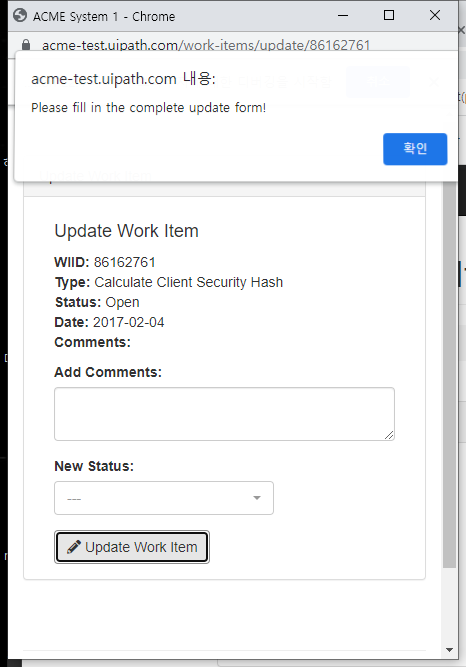 ACME System 1 - Chrome
acme-test.uipath.com/work-items/update/86162761
acme-test.uipath.com 내용:
Please fill in the complete update form!
확인
Update Work Item
WIID: 86162761
Type: Calculate Client Security Hash
Status: Open
Date: 2017-02-04
Comments:
Add Comments:
New Status:
---
Update Work Item